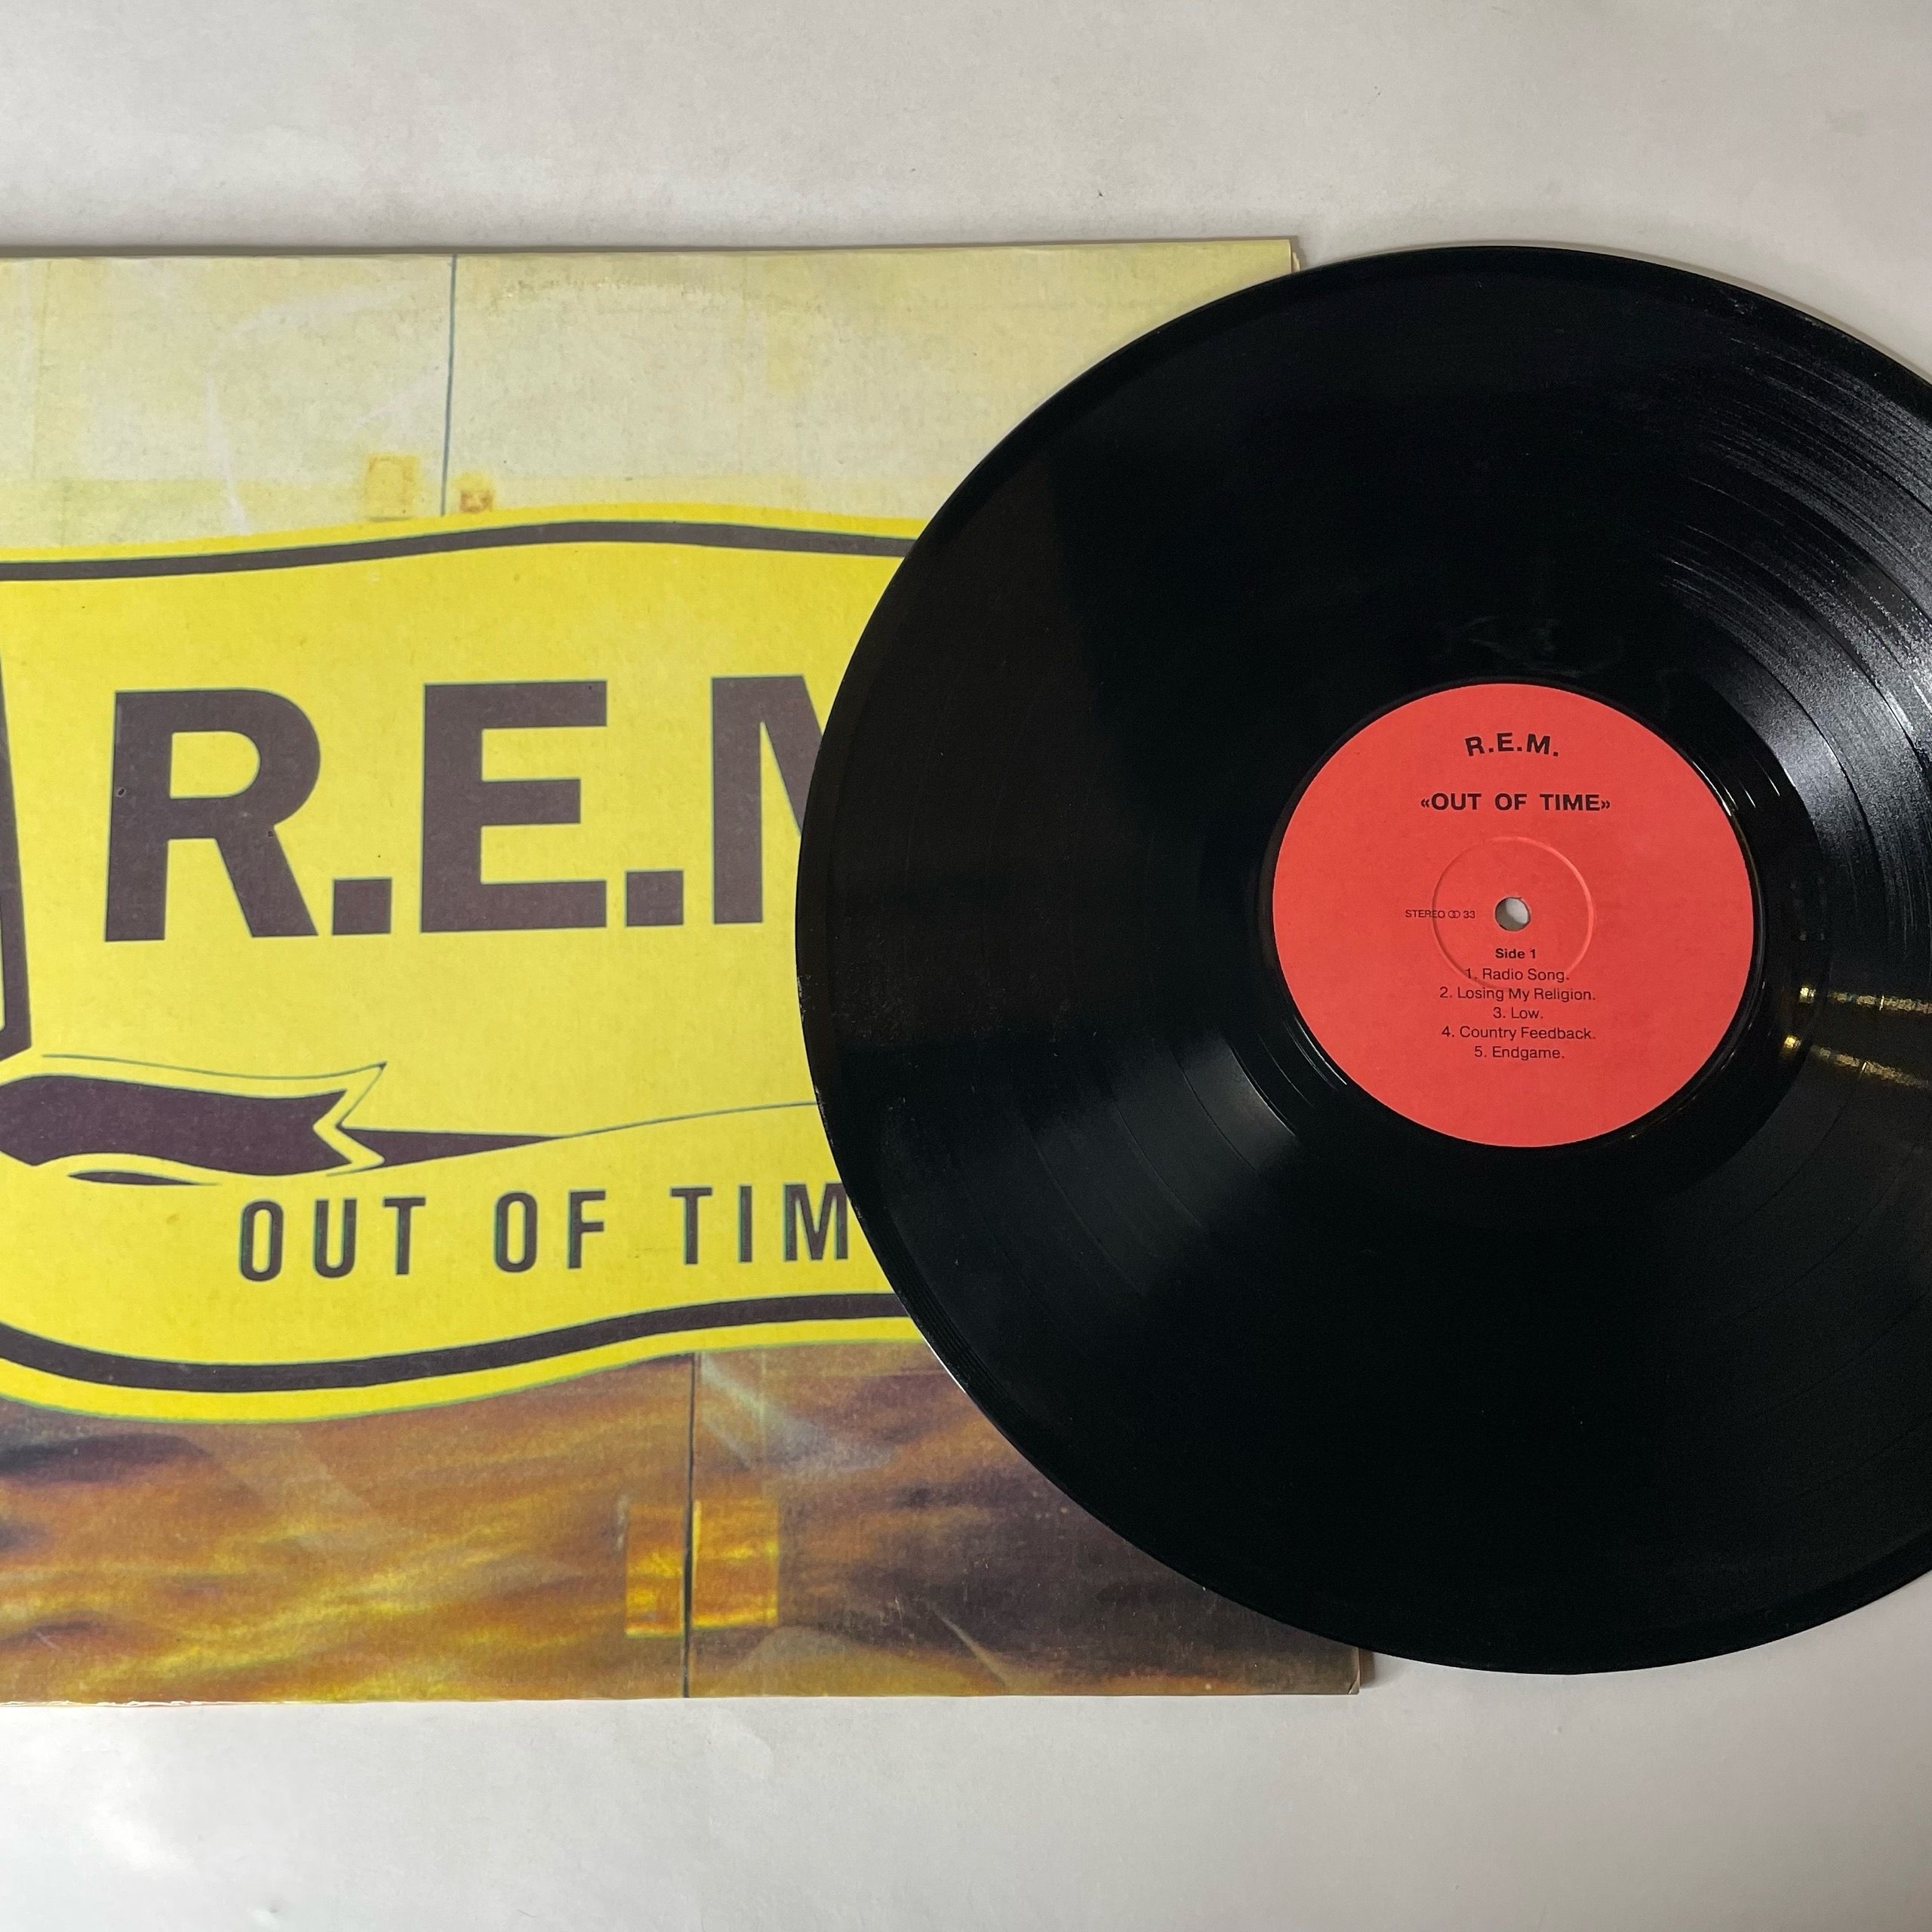 R.E.M
OUT OF TIM
R.E.M.
«OUT OF TIME»
STEREO ꝏ 33
Side 1
1. Radio Song.
2. Losing My Religion.
3. Low.
4. Country Feedback.
5. Endgame.